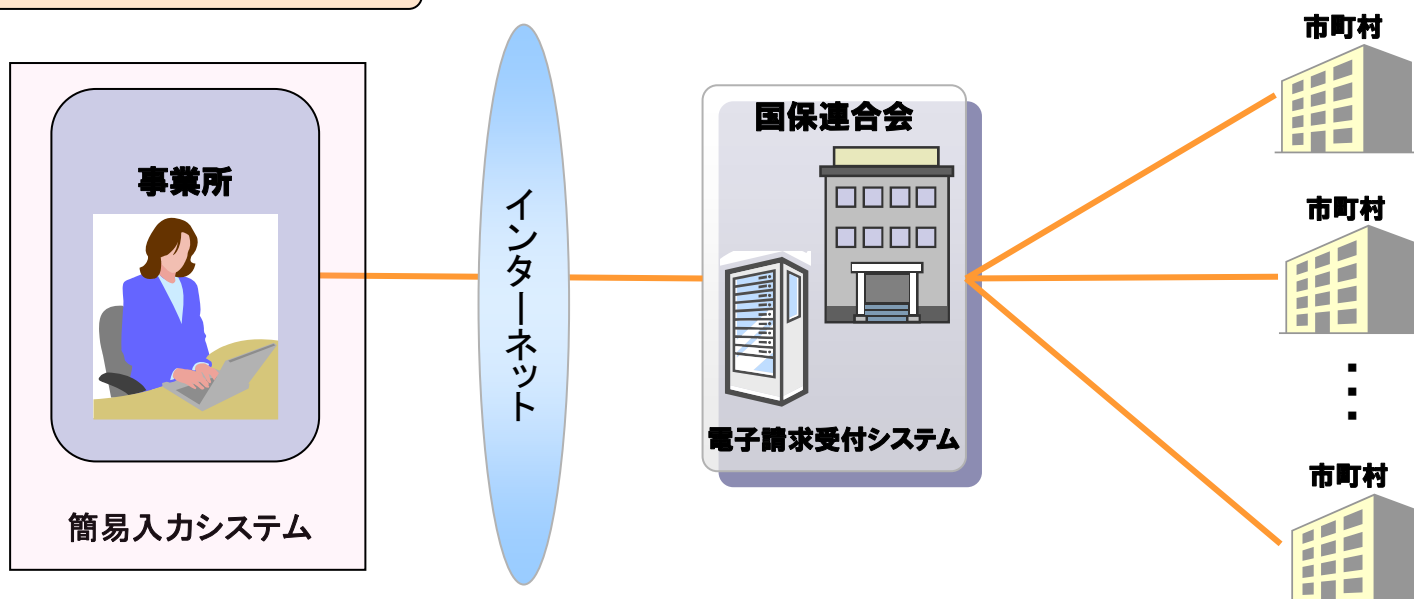 事業所
簡易入力システム
インターネット
国保連合会
電子請求受付システム
市町村
市町村
市町村